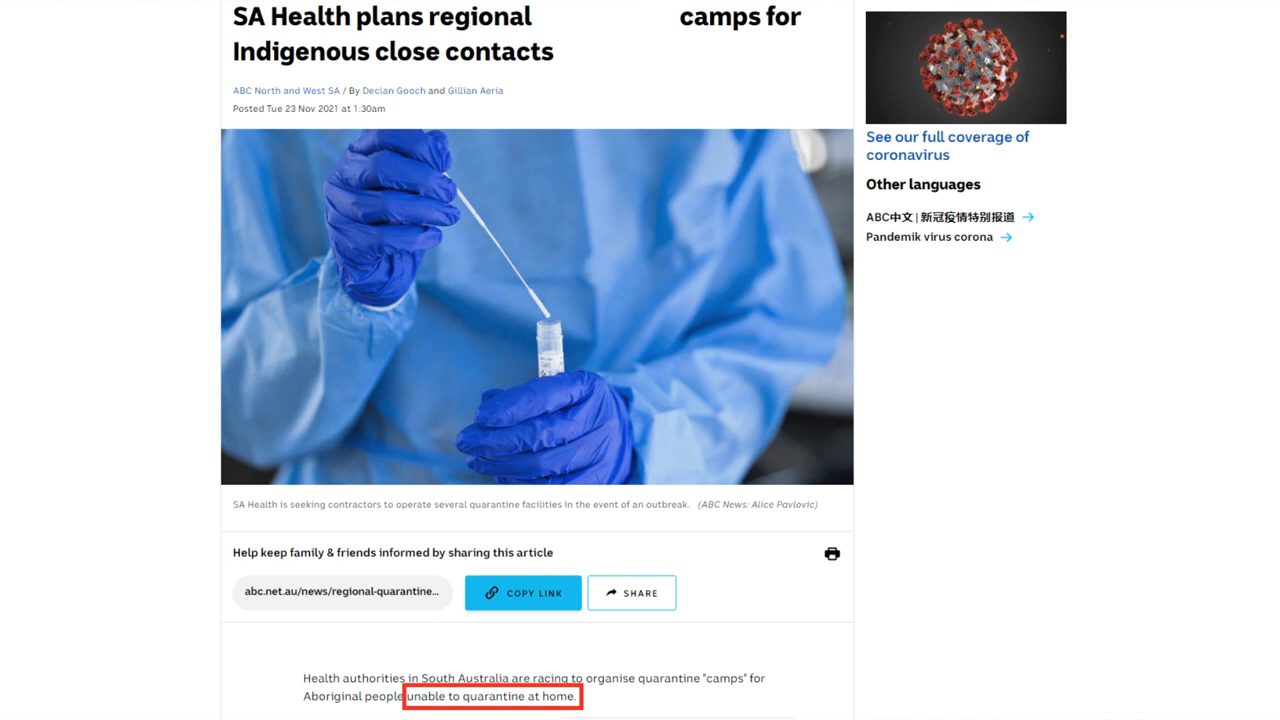 SA Health plans regional camps for
Indigenous close contacts
ABC North and West SA / By Declan Gooch and Gillian Aeria
Posted Tue 23 Nov 2021 at 1:30am
SA Health is seeking contractors to operate several quarantine facilities in the event of an outbreak. (ABC News: Alice Pavlovic)
Help keep family & friends informed by sharing this article
abc.net.au/news/regional-quarantine...
COPY LINK
SHARE
Health authorities in South Australia are racing to organise quarantine "camps" for
Aboriginal people unable to quarantine at home.
See our full coverage of
coronavirus
Other languages
ABC中文 | 新冠疫情特别报道
Pandemik virus corona